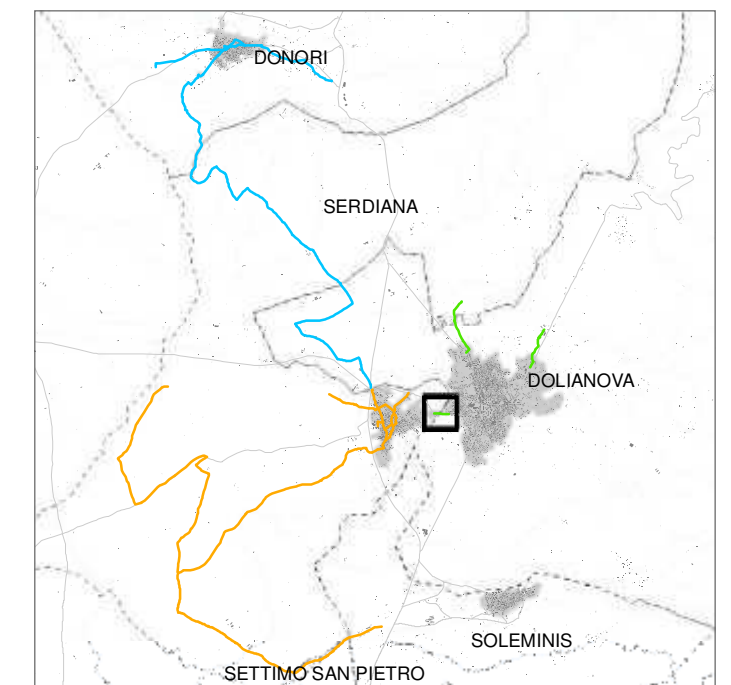 DONORI
SERDIANA
DOLIANOVA
SOLEMINIS
SETTIMO SAN PIETRO